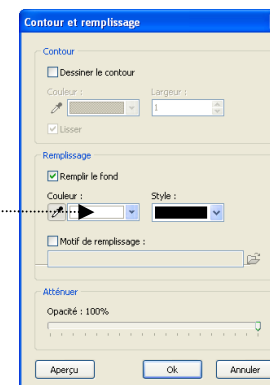 Contour et remplissage
Contour
Dessiner le contour
Couleur : Largeur :
1
Lisser
Remplissage
Remplir le fond
Couleur : Style :
Motif de remplissage :
Atténuer
Opacité : 100%
Aperçu Ok Annuler